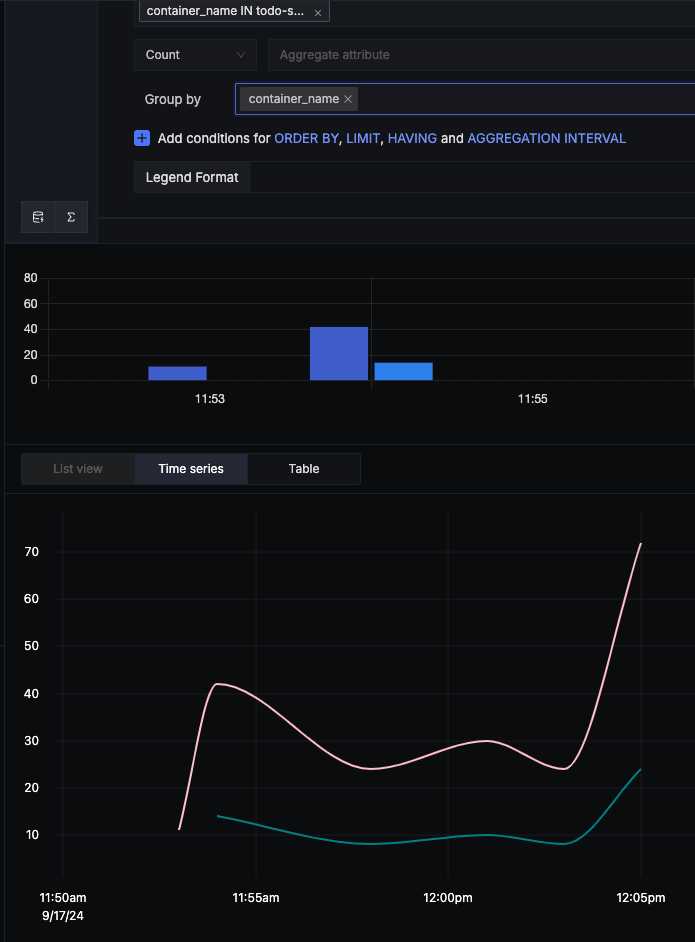 container_name IN todo-s... ×
Count Aggregate attribute
Group by container_name ×
+ Add conditions for ORDER BY, LIMIT, HAVING and AGGREGATION INTERVAL
Legend Format
Σ
80
60
40
20
0
11:53 11:55
List view Time series Table
70
60
50
40
30
20
10
11:50am 11:55am 12:00pm 12:05pm
9/17/24